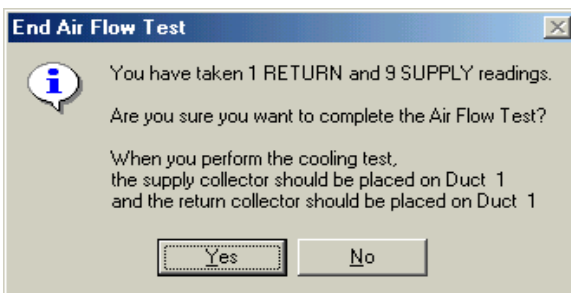 End Air Flow Test
You have taken 1 RETURN and 9 SUPPLY readings.
Are you sure you want to complete the Air Flow Test?
When you perform the cooling test,
the supply collector should be placed on Duct 1
and the return collector should be placed on Duct 1
Yes
No